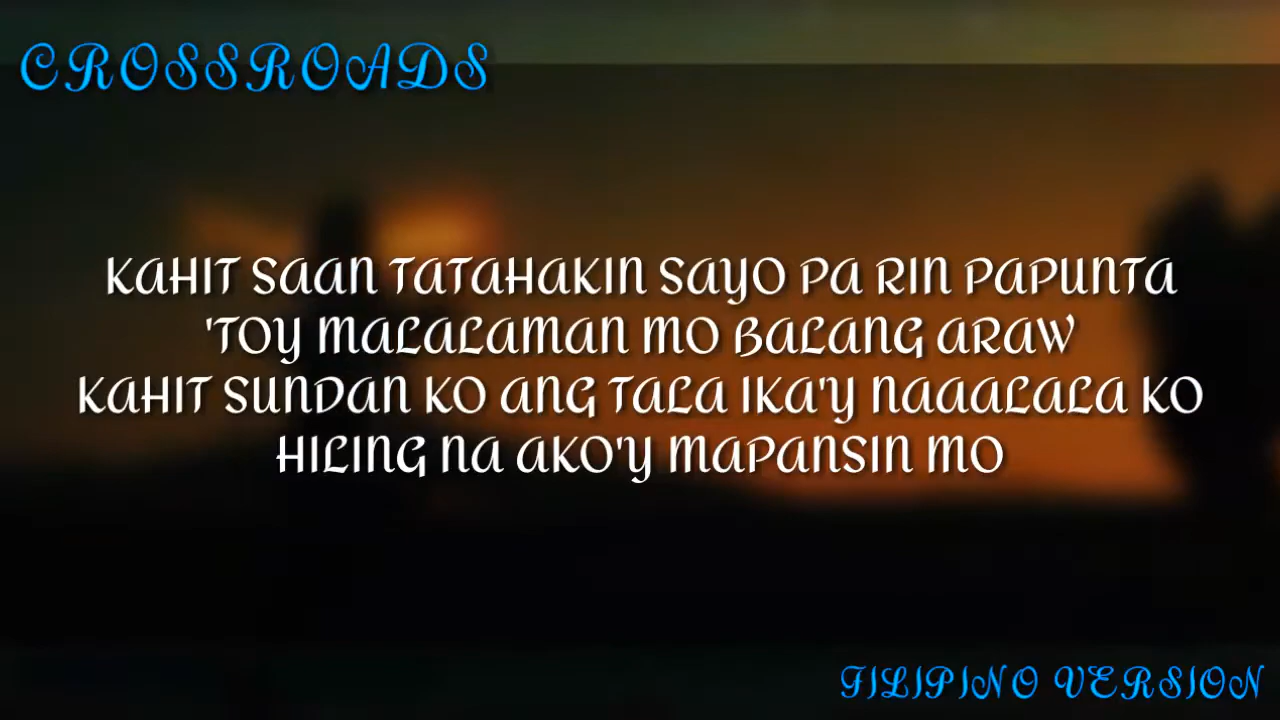 CROSSROADS
KAHIT SAAN TATAHAKIN SAYO PA RIN PAPUNTA
'TOY MALALAMAN MO BALANG ARAW
KAHIT SUNDAN KO ANG TALA IKA'Y NAAALALA KO
HILING NA AKO'Y MAPANSIN MO
FILIPINO VERSION